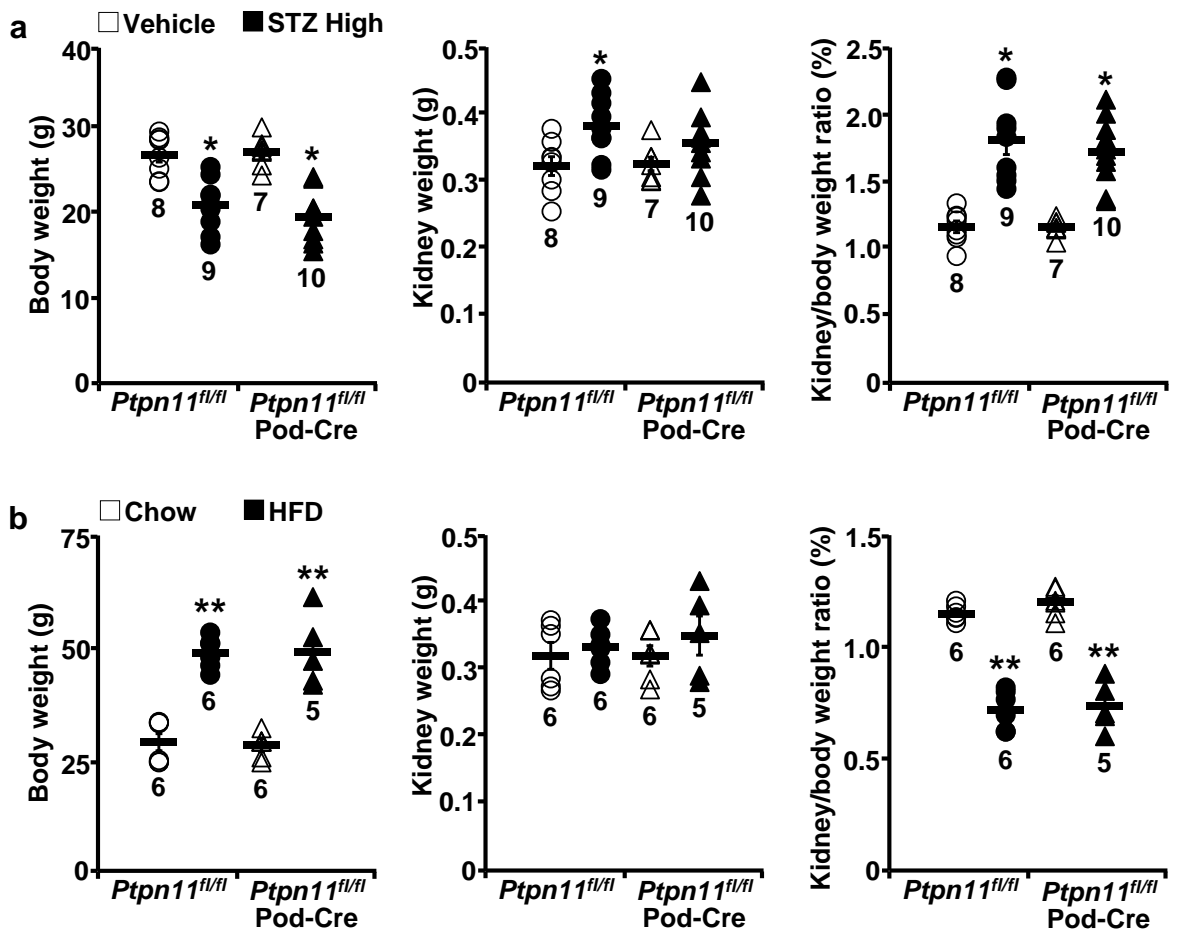 a
Vehicle STZ High
Body weight (g)
40
30
20
10
0
*
*
8
9
7
10
Ptpn11fl/fl Ptpn11fl/fl
Pod-Cre
Kidney weight (g)
0.5
0.4
0.3
0.2
0.1
0
*
8
9
7
10
Ptpn11fl/fl Ptpn11fl/fl
Pod-Cre
Kidney/body weight ratio (%)
2.5
2.0
1.5
1.0
0.5
0
*
*
8
9
7
10
Ptpn11fl/fl Ptpn11fl/fl
Pod-Cre
b
Chow HFD
Body weight (g)
75
50
25
0
**
**
6
6
6
5
Ptpn11fl/fl Ptpn11fl/fl
Pod-Cre
Kidney weight (g)
0.5
0.4
0.3
0.2
0.1
0
6
6
6
5
Ptpn11fl/fl Ptpn11fl/fl
Pod-Cre
Kidney/body weight ratio (%)
1.5
1.0
0.5
0
**
**
6
6
6
5
Ptpn11fl/fl Ptpn11fl/fl
Pod-Cre